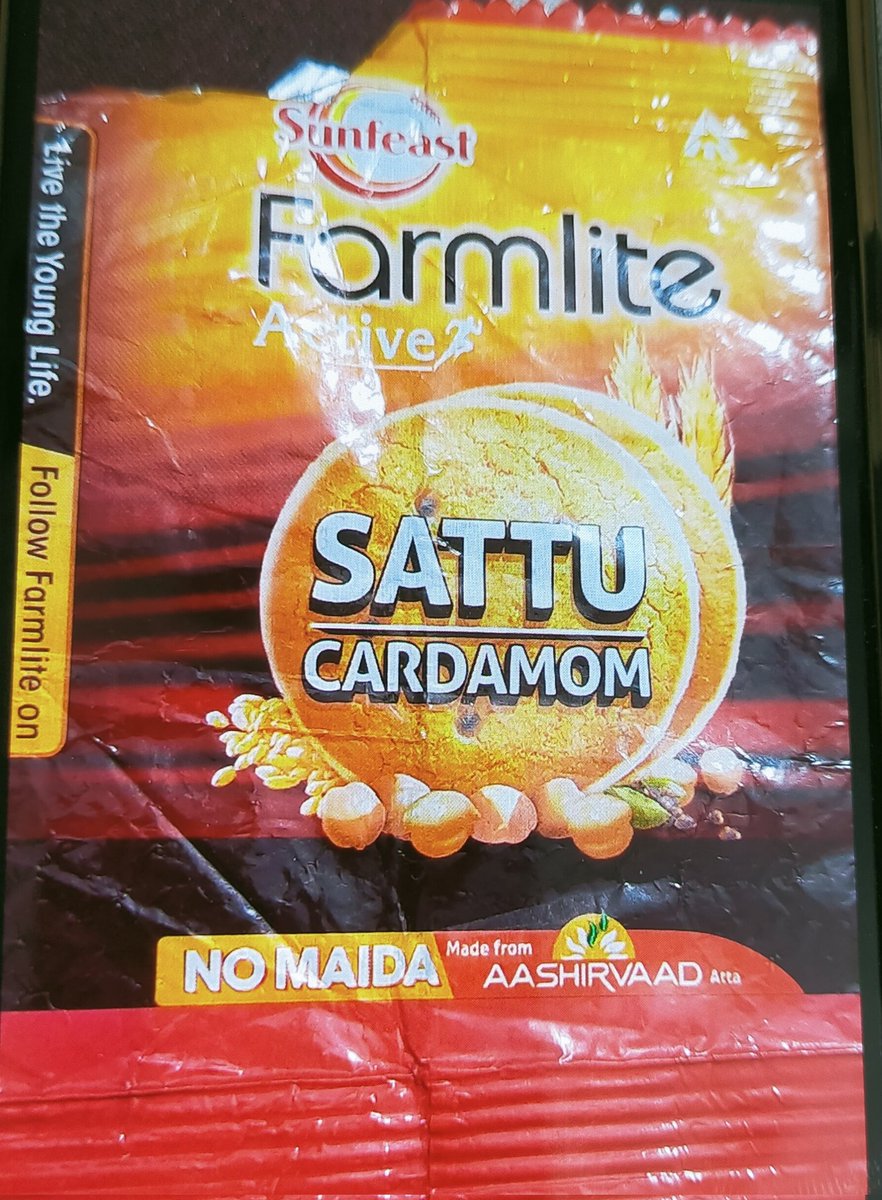 Sunfeast
Farmlite
Active
SATTU
CARDAMOM
NO MAIDA
Made from
AASHIRVAAD Atta
Live the Young Life.
Follow Farmlite on